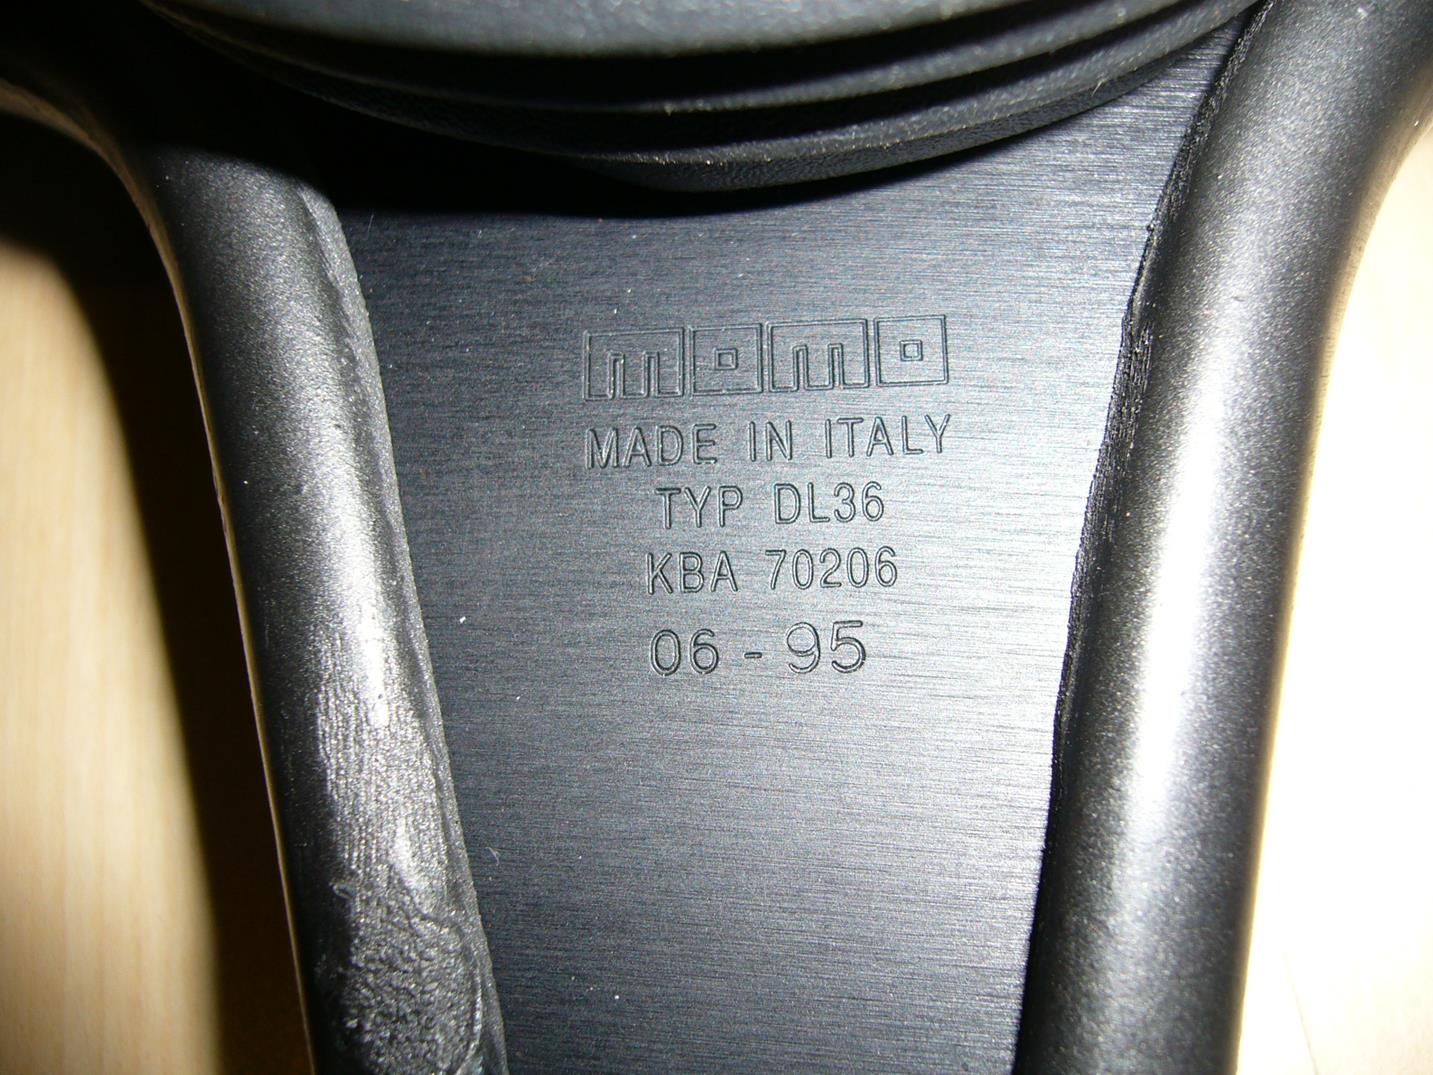 momo
MADE IN ITALY
TYP DL36
KBA 70206
06 - 95